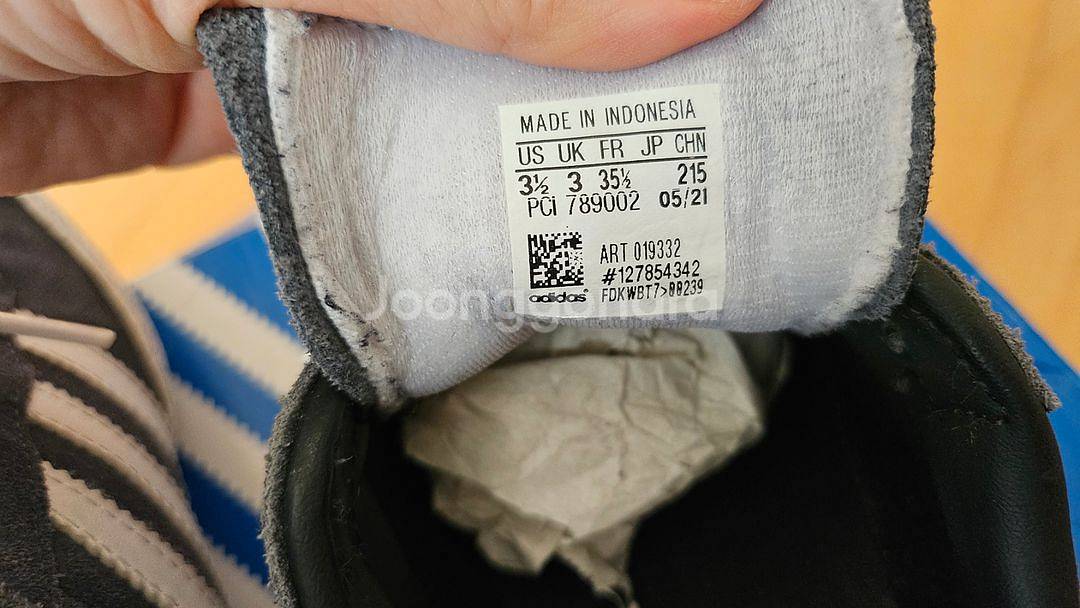 MADE IN INDONESIA
US UK FR JP CHN
3½ 3 35½ 215
PCI 789002 05/21
ART 019332
#127854342
adidas FDKWBT7>00239
Joonggonara